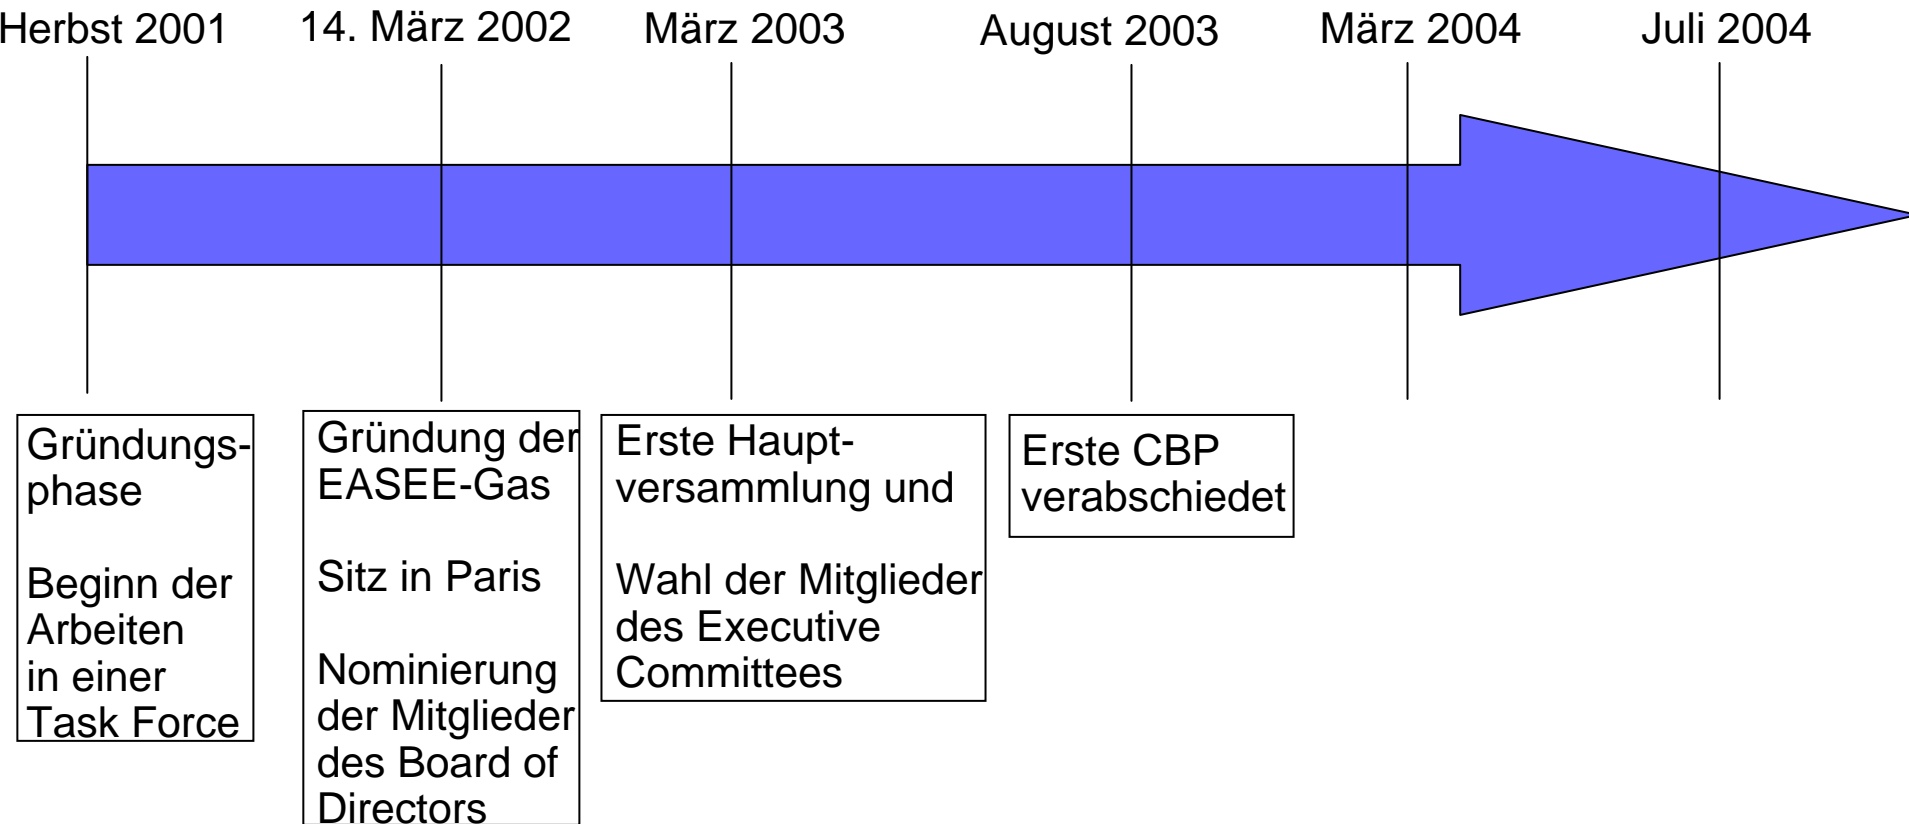 Herbst 2001
14. März 2002
März 2003
August 2003
März 2004
Juli 2004
Gründungs-
phase
Beginn der
Arbeiten
in einer
Task Force
Gründung der
EASEE-Gas
Sitz in Paris
Nominierung
der Mitglieder
des Board of
Directors
Erste Haupt-
versammlung und
Wahl der Mitglieder
des Executive
Committees
Erste CBP
verabschiedet